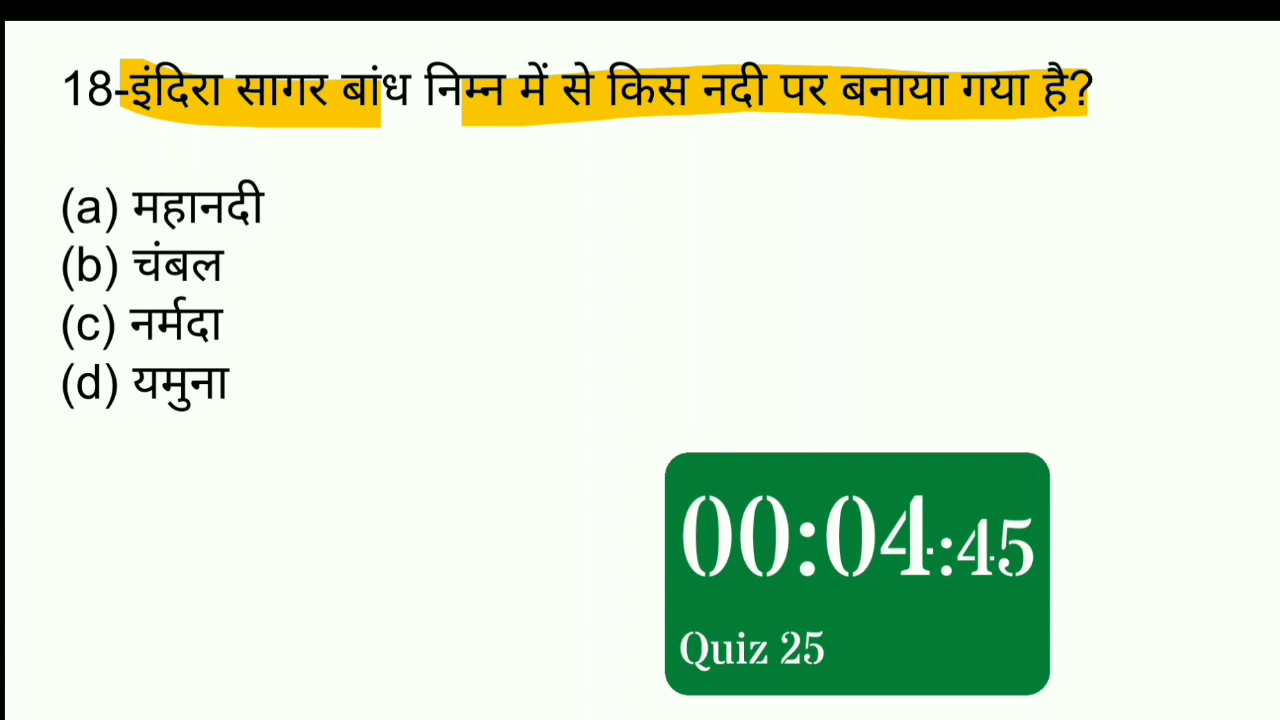 18-इंदिरा सागर बांध निम्न में से किस नदी पर बनाया गया है?
(a) महानदी
(b) चंबल
(c) नर्मदा
(d) यमुना
00:04:45
Quiz 25